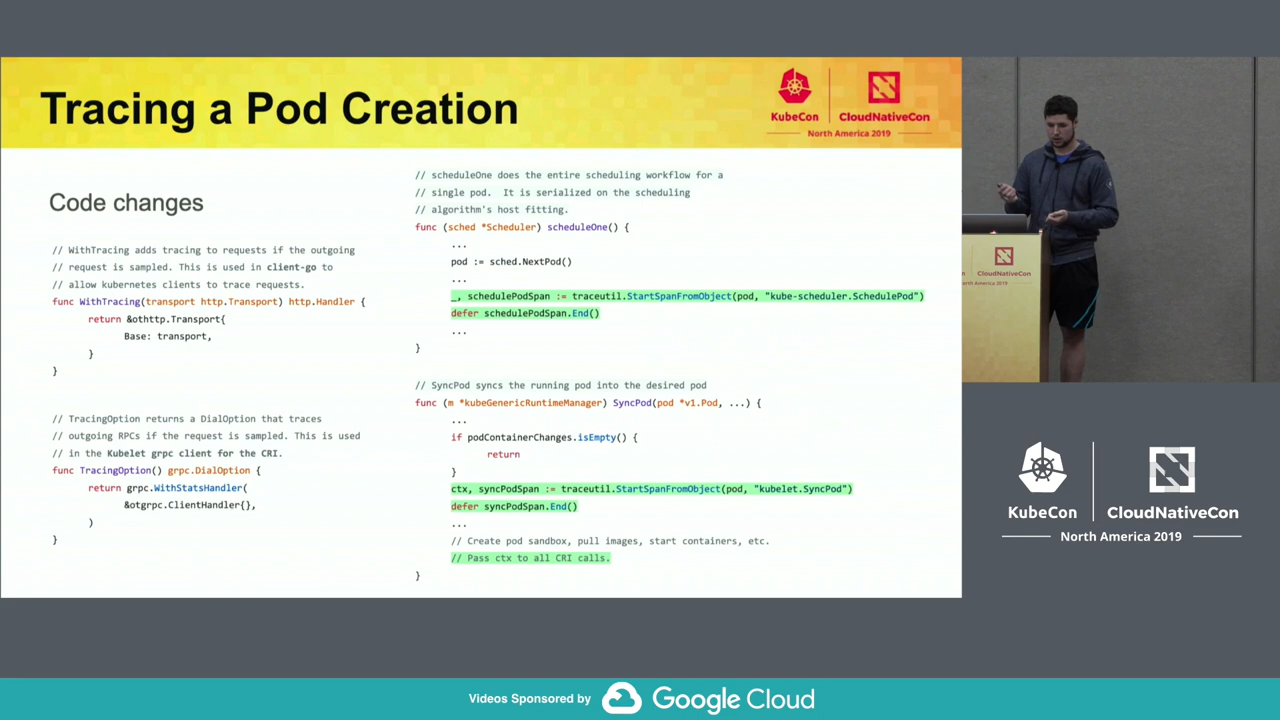 Tracing a Pod Creation
KubeCon
CloudNativeCon
North America 2019
Code changes
// WithTracing adds tracing to requests if the outgoing
// request is sampled. This is used in client-go to
// allow kubernetes clients to trace requests.
func WithTracing(transport http.Transport) http.Handler {
return &othttp.Transport{
Base: transport,
}
}
// TracingOption returns a DialOption that traces
// outgoing RPCs if the request is sampled. This is used
// in the Kubelet grpc client for the CRI.
func TracingOption() grpc.DialOption {
return grpc.WithStatsHandler(
&otgrpc.ClientHandler{},
)
}
// scheduleOne does the entire scheduling workflow for a
// single pod. It is serialized on the scheduling
// algorithm's host fitting.
func (sched *Scheduler) scheduleOne() {
...
pod := sched.NextPod()
...
_, schedulePodSpan := traceutil.StartSpanFromObject(pod, "kube-scheduler.SchedulePod")
defer schedulePodSpan.End()
...
}
// SyncPod syncs the running pod into the desired pod
func (m *kubeGenericRuntimeManager) SyncPod(pod *v1.Pod, ...) {
...
if podContainerChanges.isEmpty() {
return
}
ctx, syncPodSpan := traceutil.StartSpanFromObject(pod, "kubelet.SyncPod")
defer syncPodSpan.End()
...
// Create pod sandbox, pull images, start containers, etc.
// Pass ctx to all CRI calls.
}
CloudNativeCon
KubeCon
CloudNativeCon
North America 2019
Videos Sponsored by
Google Cloud